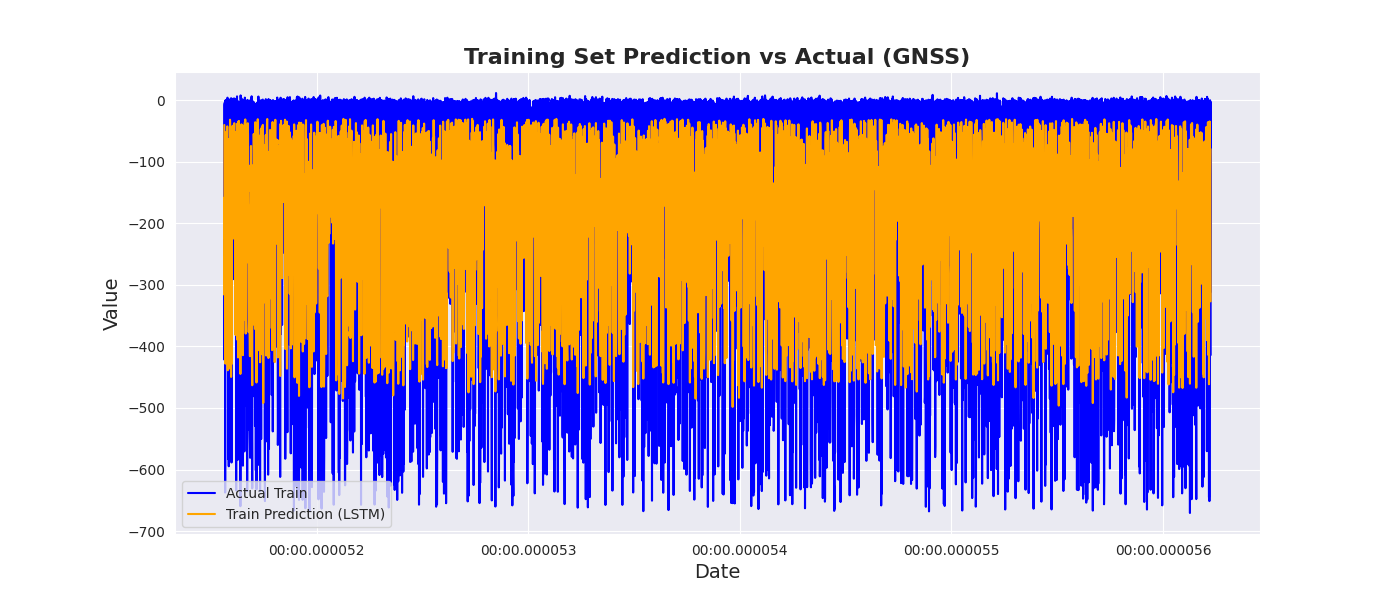 Training Set Prediction vs Actual (GNSS)
Value
0
−100
−200
−300
−400
−500
−600
−700
Actual Train
Train Prediction (LSTM)
00:00.000052
00:00.000053
00:00.000054
00:00.000055
00:00.000056
Date